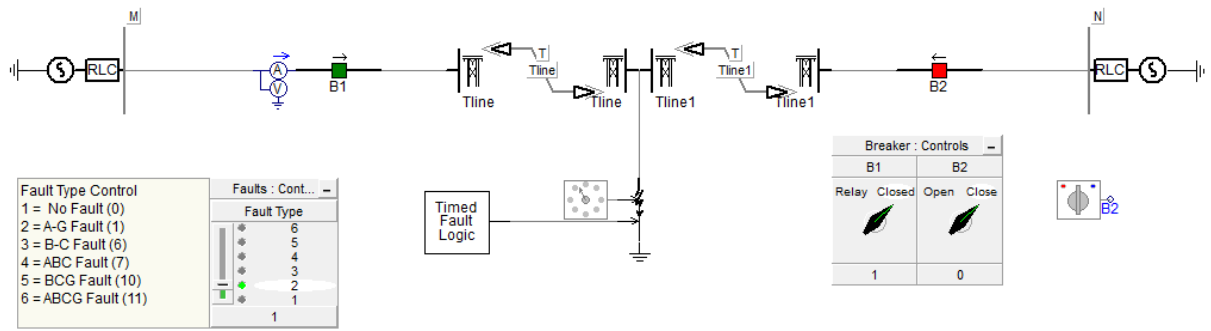 M
N
RLC
A
V
B1
T
Tline
Tline
Tline
T
Tline1
Tline1
Tline1
B2
RLC
Fault Type Control
1 = No Fault (0)
2 = A-G Fault (1)
3 = B-C Fault (6)
4 = ABC Fault (7)
5 = BCG Fault (10)
6 = ABCG Fault (11)
Faults : Cont...
Fault Type
6
5
4
3
2
1
1
Timed
Fault
Logic
Breaker : Controls
B1 B2
Relay Closed Open Close
1 0
B2